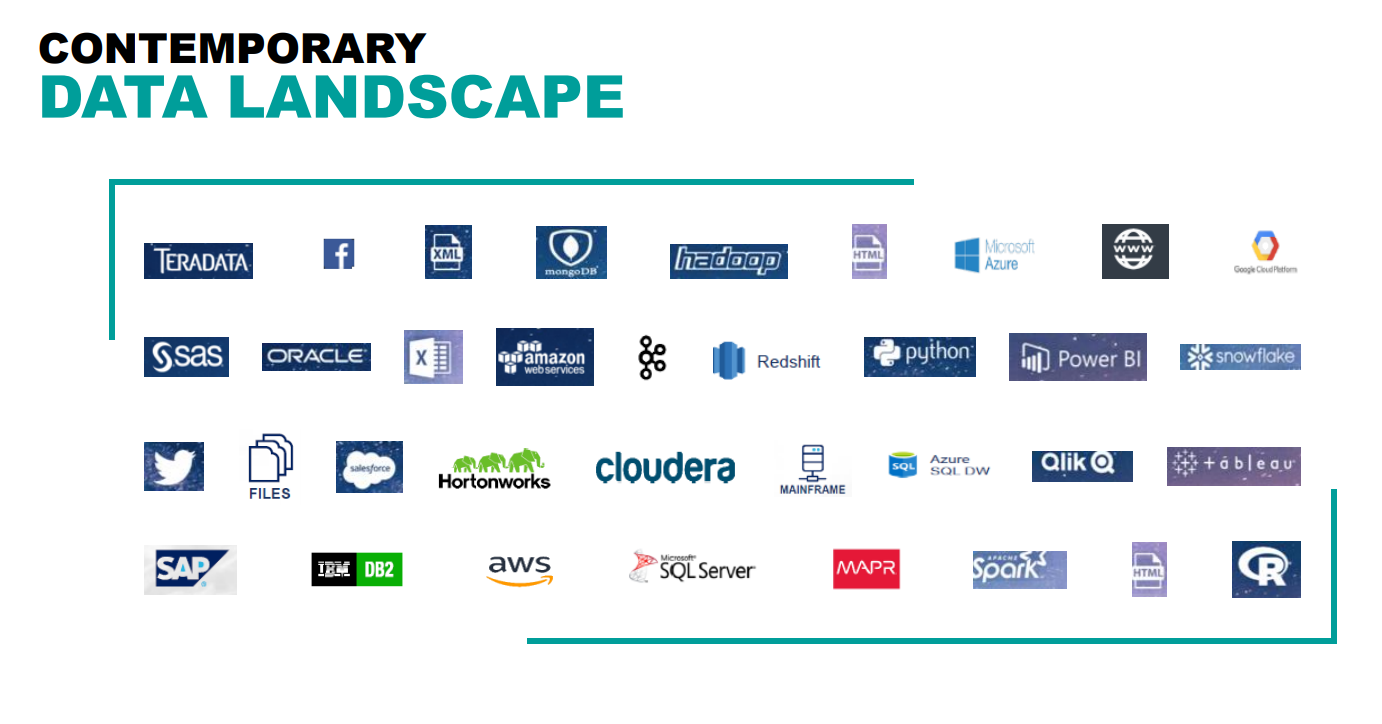 CONTEMPORARY
DATA LANDSCAPE
TERADATA
f
XML
mongoDB
hadoop
HTML
Microsoft
Azure
www
Google Cloud Platform
sas
ORACLE
X
amazon
web services
Redshift
python
Power BI
snowflake
FILES
salesforce
Hortonworks
cloudera
MAINFRAME
SQL
Azure
SQL DW
Qlik
+ a b l e a u
SAP
IBM DB2
aws
Microsoft
SQL Server
MAPR
APACHE
Spark
HTML
R